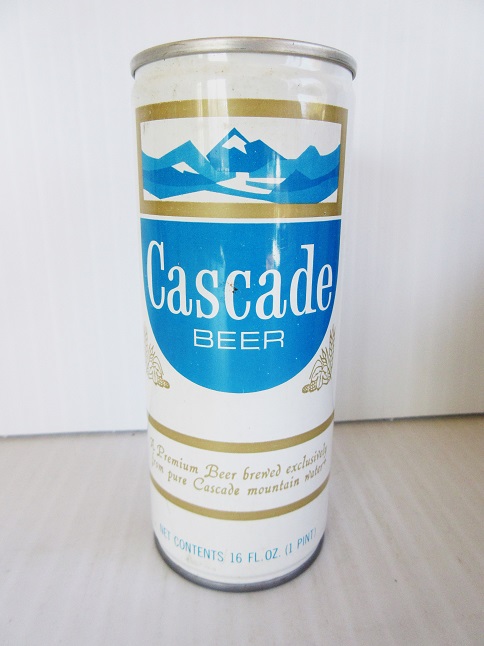 Cascade
BEER
A Premium Beer brewed exclusively
from pure Cascade mountain water
NET CONTENTS 16 FL. OZ. (1 PINT)